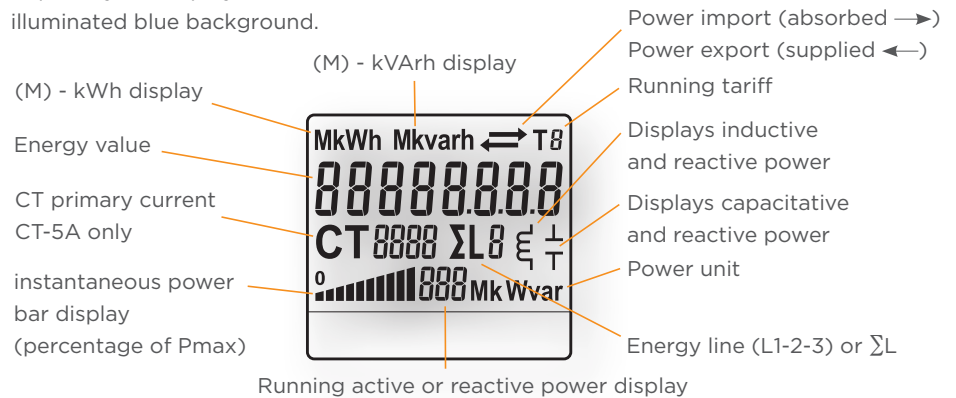 illuminated blue background.
Power import (absorbed →)
Power export (supplied ←)
(M) - kVArh display
(M) - kWh display
Running tariff
MkWh Mkvarh T8
Energy value
Displays inductive
and reactive power
88888.8.8.8
CT primary current
CT-5A only
Displays capacitative
and reactive power
CT 8888 ΣL8
instantaneous power
bar display
(percentage of Pmax)
Power unit
0
888 Mk Wvar
Energy line (L1-2-3) or ∑L
Running active or reactive power display